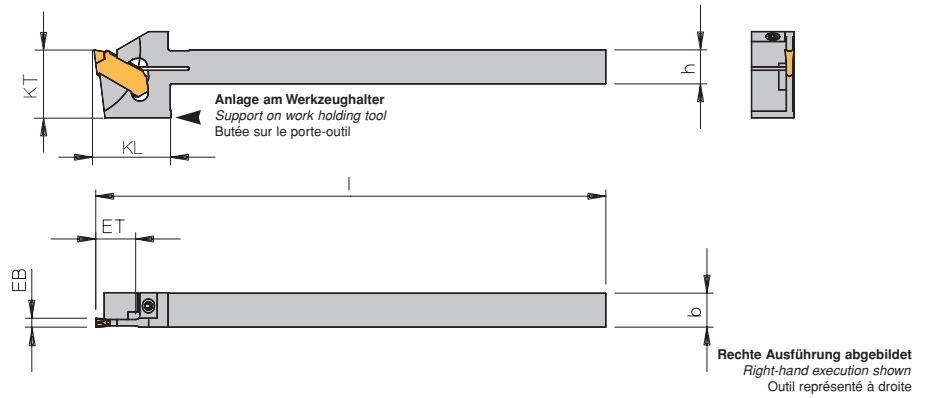 KT
h
Anlage am Werkzeughalter
Support on work holding tool
Butée sur le porte-outil
KL
l
ET
EB
b
Rechte Ausführung abgebildet
Right-hand execution shown
Outil représenté à droite